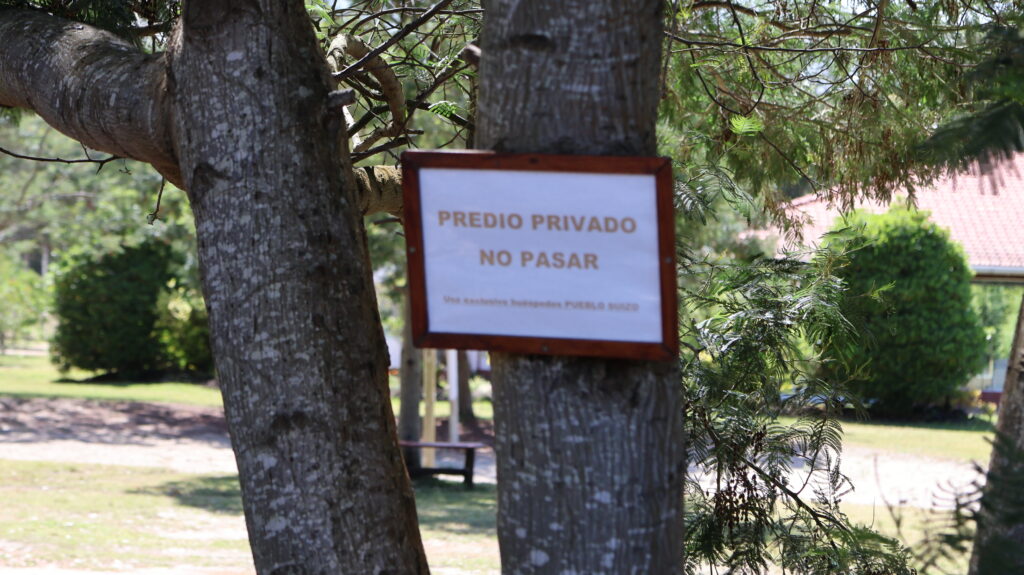 PREDIO PRIVADO
NO PASAR
Uso exclusivo huéspedes PUEBLO SUIZO